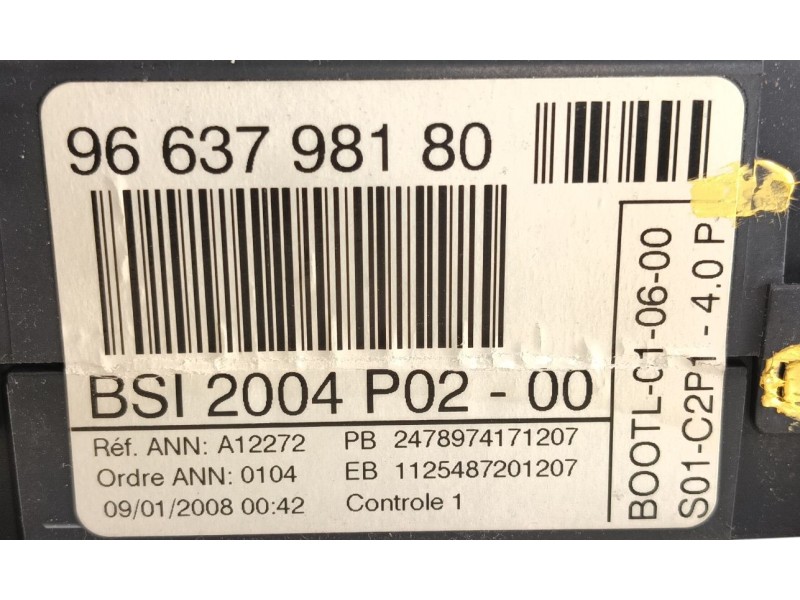 96 637 981 80
BSI 2004 P02 - 00
Réf. ANN: A12272 PB 2478974171207
Ordre ANN: 0104 EB 1125487201207
09/01/2008 00:42 Controle 1
BOOTL-C1-06-00
S01-C2P1 - 4.0 P